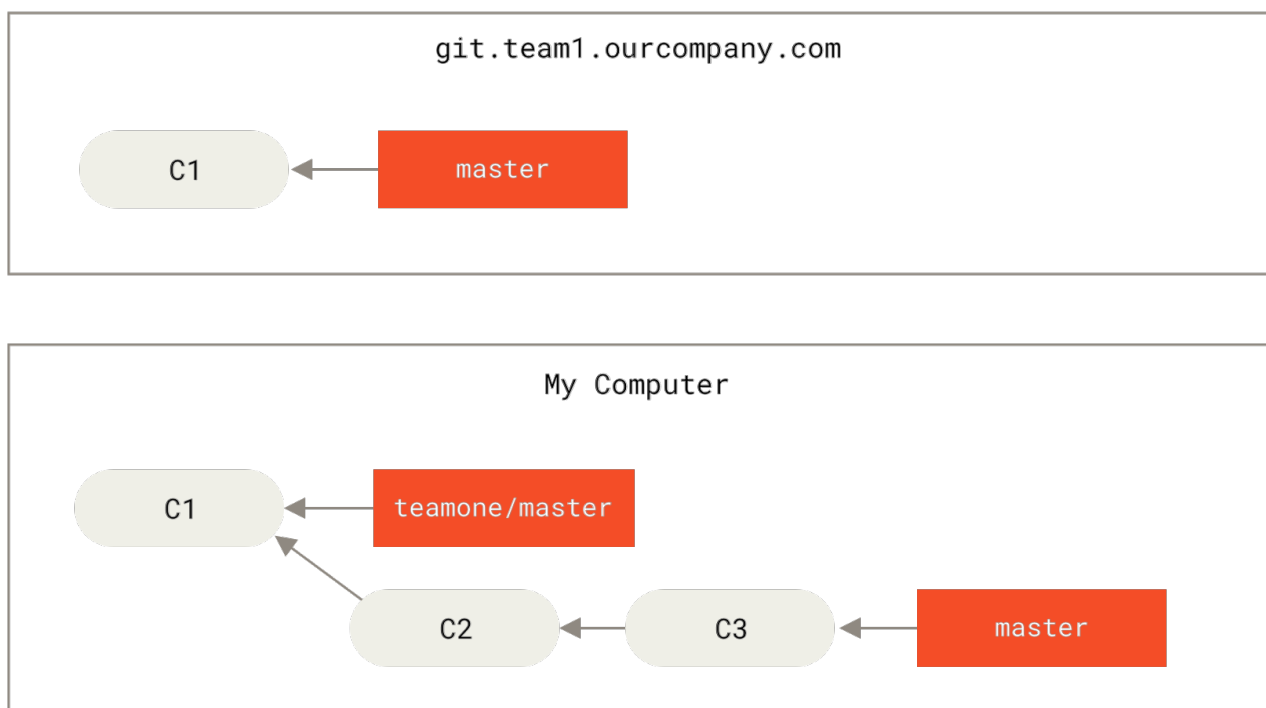 git.team1.ourcompany.com
C1
master
My Computer
C1
teamone/master
C2
C3
master